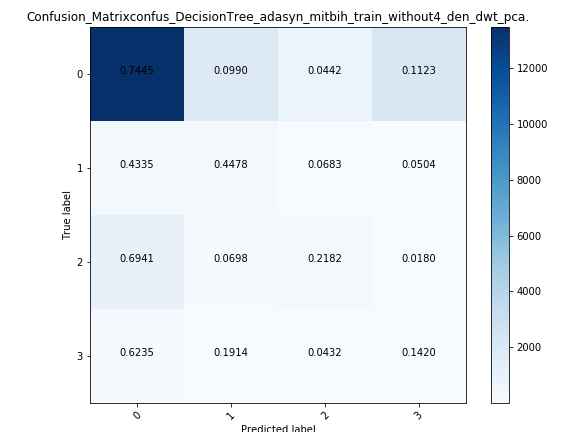 Confusion_Matrixconfus_DecisionTree_adasyn_mitbih_train_without4_den_dwt_pca.
0 0.7445 0.0990 0.0442 0.1123
1 0.4335 0.4478 0.0683 0.0504
2 0.6941 0.0698 0.2182 0.0180
3 0.6235 0.1914 0.0432 0.1420
True label
0 1 2 3
Predicted label
12000
10000
8000
6000
4000
2000